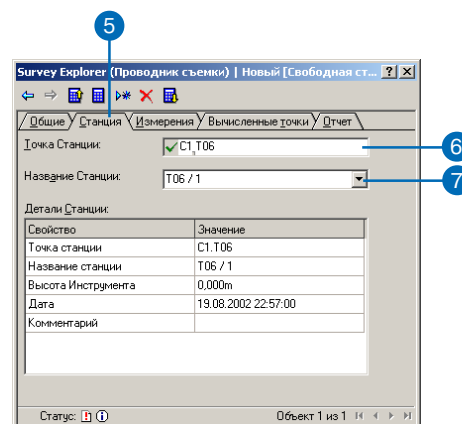 5
Survey Explorer (Проводник съемки) | Новый [Свободная ст...
Общие Станция Измерения Вычисленные точки Отчет
Точка Станции: C1.T06 6
Название Станции: T06 / 1 7
Детали Станции:
Свойство Значение
Точка станции C1.T06
Название станции T06 / 1
Высота Инструмента 0,000m
Дата 19.08.2002 22:57:00
Комментарий
Статус: Объект 1 из 1